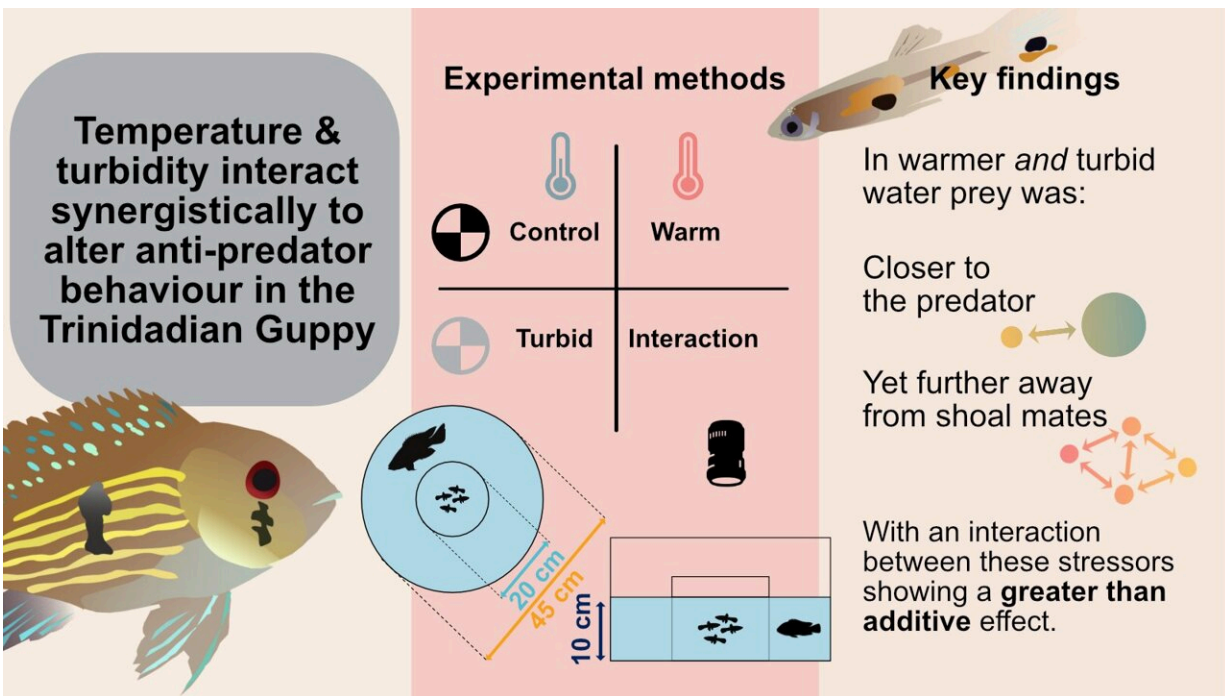 Temperature &
turbidity interact
synergistically to
alter anti-predator
behaviour in the
Trinidadian Guppy
Experimental methods
Control
Warm
Turbid
Interaction
20 cm
45 cm
10 cm
Key findings
In warmer and turbid
water prey was:
Closer to
the predator
Yet further away
from shoal mates
With an interaction
between these stressors
showing a greater than
additive effect.